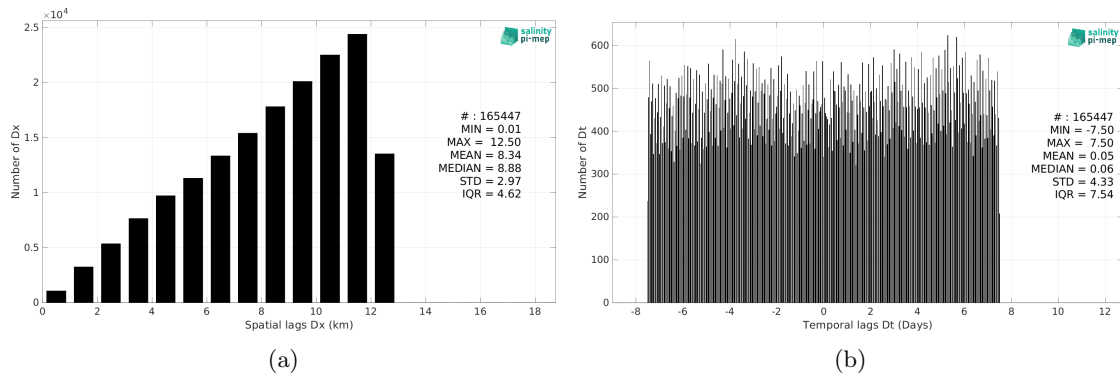 ×10⁴
2.5
2
1.5
1
0.5
0
Number of Dx
salinity
pi-mep
# : 165447
MIN = 0.01
MAX = 12.50
MEAN = 8.34
MEDIAN = 8.88
STD = 2.97
IQR = 4.62
0 2 4 6 8 10 12 14 16 18
Spatial lags Dx (km)
(a)
600
500
400
300
200
100
0
Number of Dt
salinity
pi-mep
# : 165447
MIN = -7.50
MAX = 7.50
MEAN = 0.05
MEDIAN = 0.06
STD = 4.33
IQR = 7.54
-8 -6 -4 -2 0 2 4 6 8 10 12
Temporal lags Dt (Days)
(b)